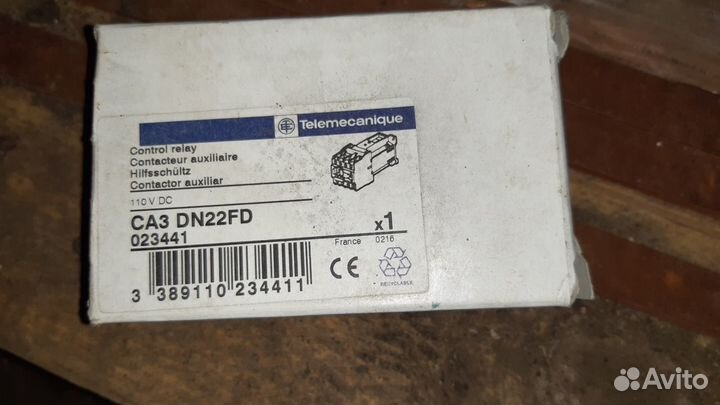 Telemecanique
Control relay
Contacteur auxiliaire
Hilfsschültz
Contactor auxiliar
110 V DC
CA3 DN22FD
023441
x1
France 0216
CE
RECYCLABLE
3 389110 234411
Avito